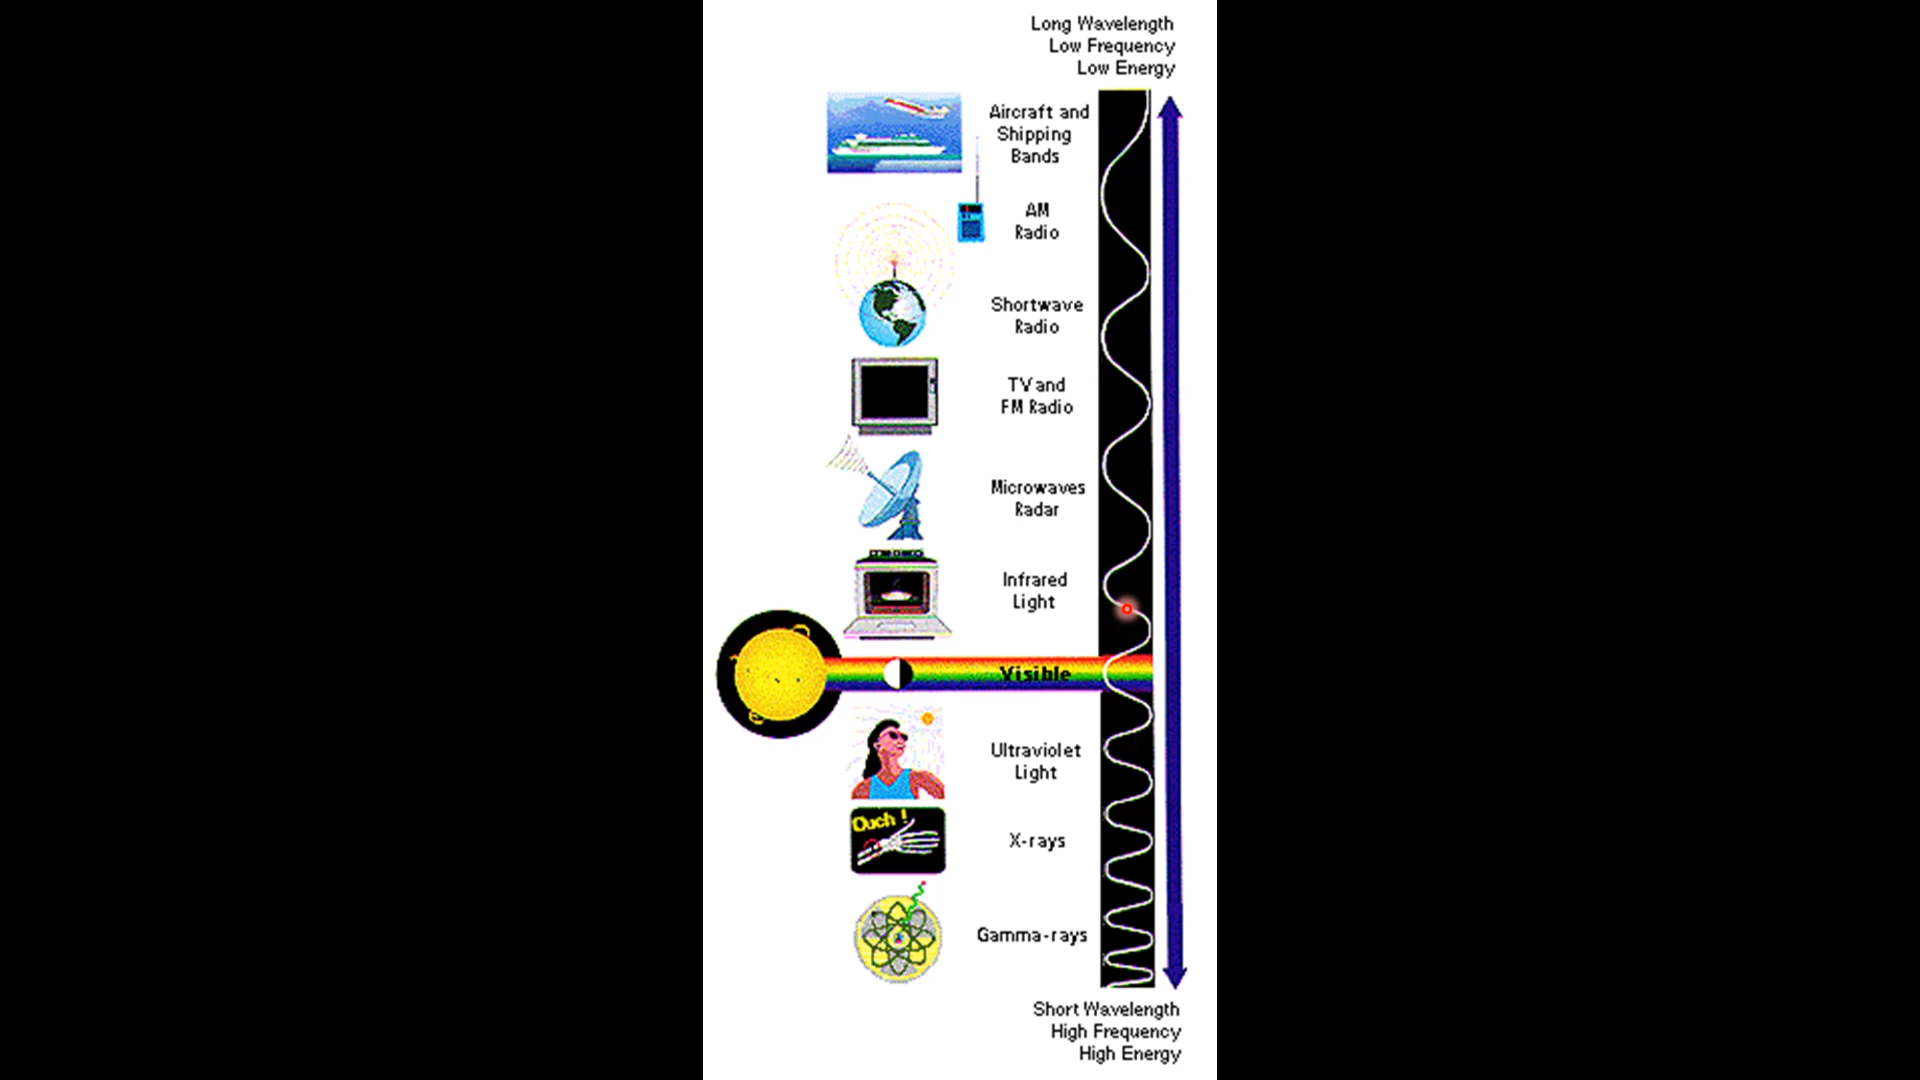 Long Wavelength
Low Frequency
Low Energy
Aircraft and
Shipping
Bands
AM
Radio
Shortwave
Radio
TV and
FM Radio
Microwaves
Radar
Infrared
Light
Visible
Ultraviolet
Light
Ouch !
X-rays
Gamma-rays
Short Wavelength
High Frequency
High Energy